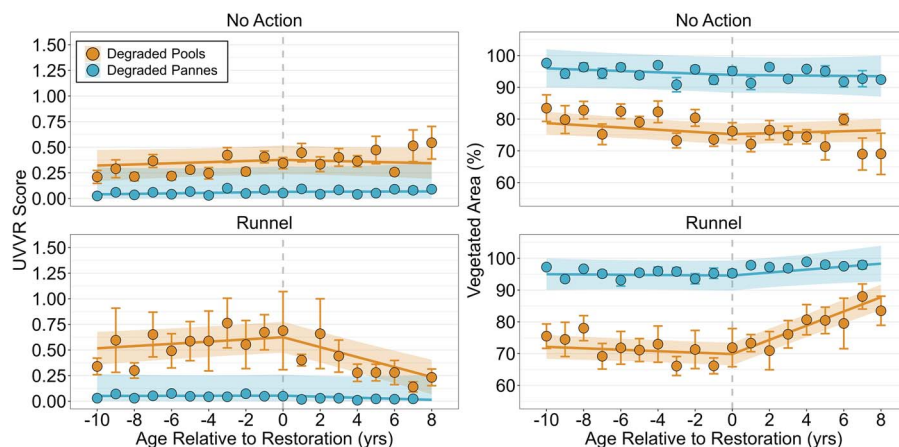 No Action
No Action
UVVR Score
1.50
1.25
1.00
0.75
0.50
0.25
0.00
Degraded Pools
Degraded Pannes
Vegetated Area (%)
100
90
80
70
60
Runnel
Runnel
1.50
1.25
1.00
0.75
0.50
0.25
0.00
100
90
80
70
60
-10 -8 -6 -4 -2 0 2 4 6 8
-10 -8 -6 -4 -2 0 2 4 6 8
Age Relative to Restoration (yrs)
Age Relative to Restoration (yrs)